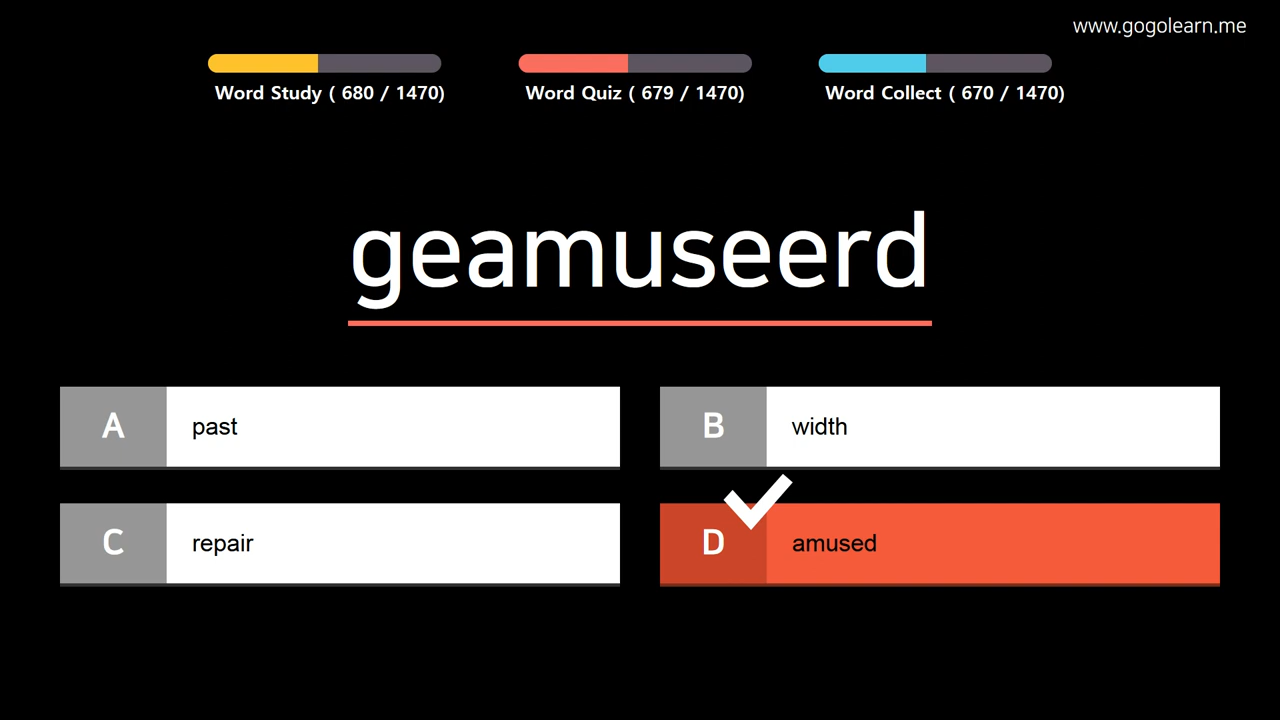 www.gogolearn.me
Word Study ( 680 / 1470)
Word Quiz ( 679 / 1470)
Word Collect ( 670 / 1470)
geamuseerd
A past
B width
C repair
D amused